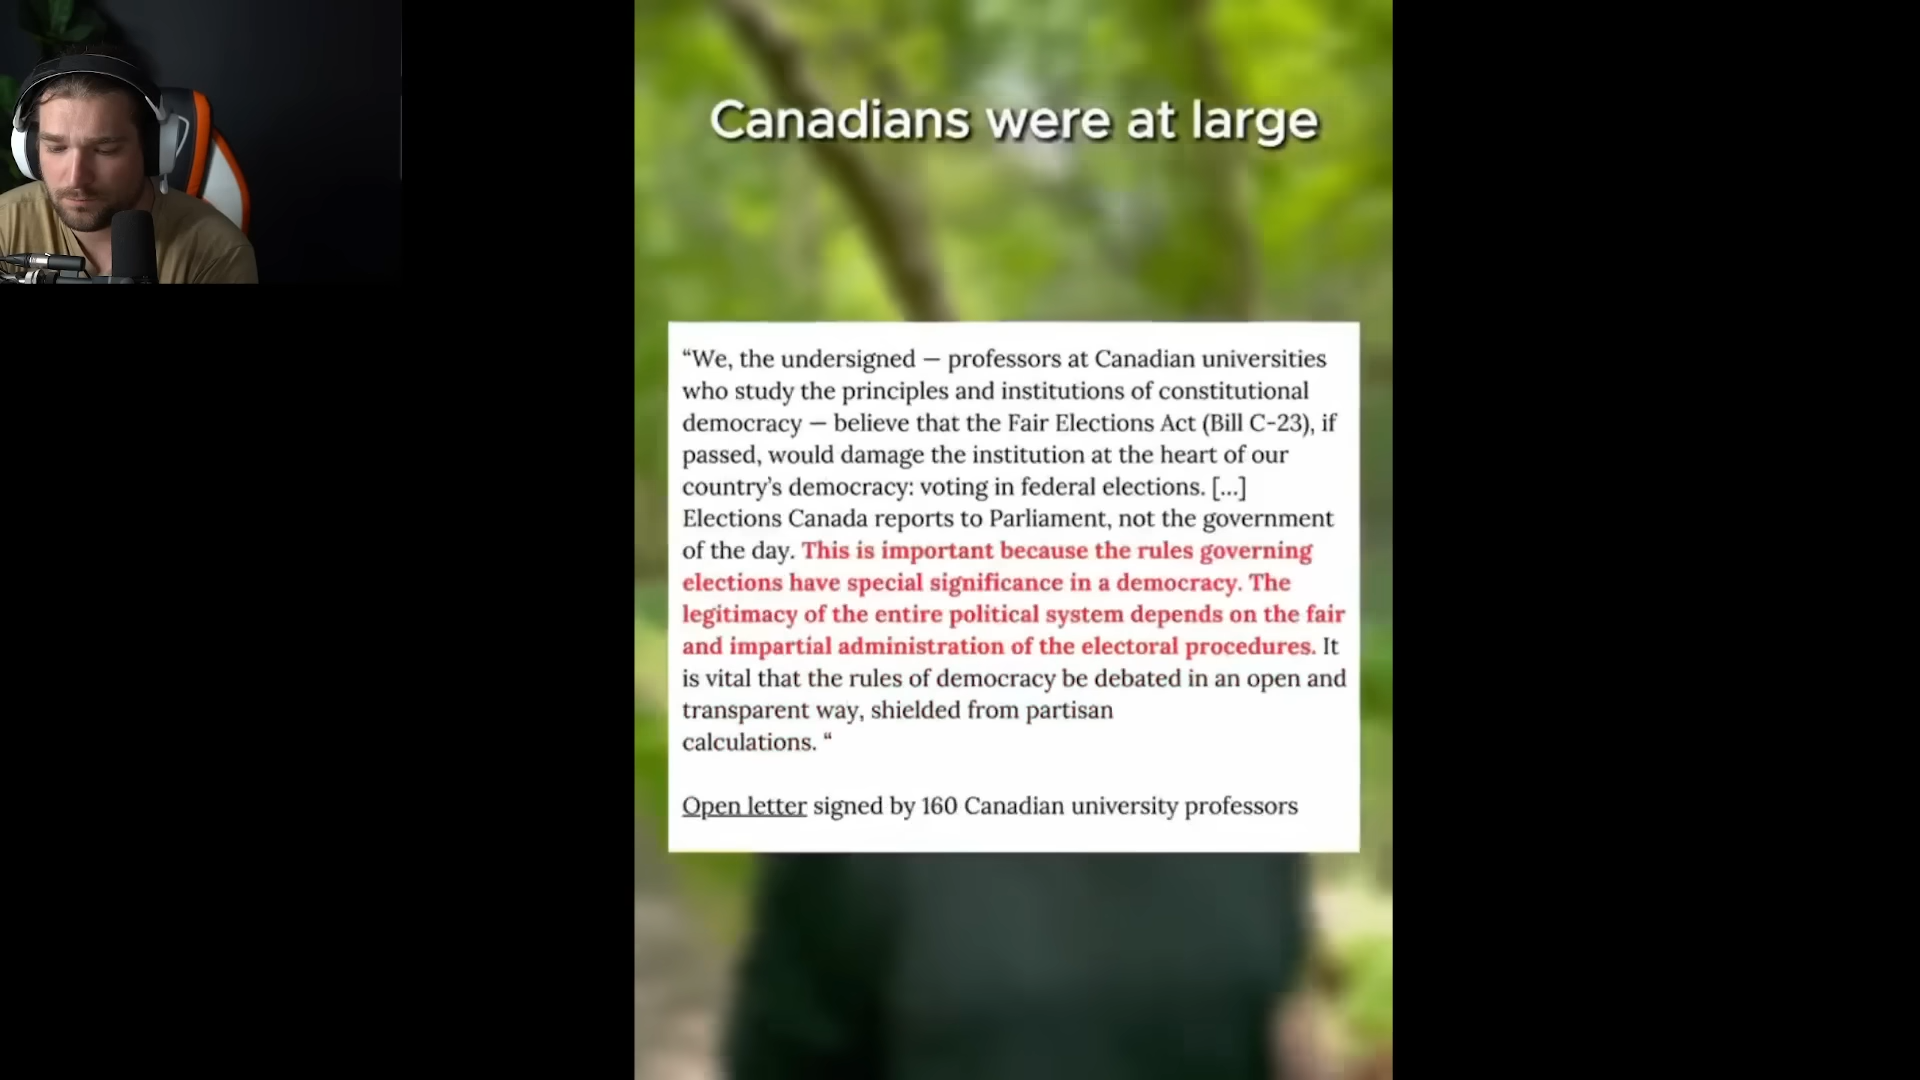 Canadians were at large
“We, the undersigned — professors at Canadian universities
who study the principles and institutions of constitutional
democracy — believe that the Fair Elections Act (Bill C-23), if
passed, would damage the institution at the heart of our
country’s democracy: voting in federal elections. [...]
Elections Canada reports to Parliament, not the government
of the day. This is important because the rules governing
elections have special significance in a democracy. The
legitimacy of the entire political system depends on the fair
and impartial administration of the electoral procedures. It
is vital that the rules of democracy be debated in an open and
transparent way, shielded from partisan
calculations. “
Open letter signed by 160 Canadian university professors